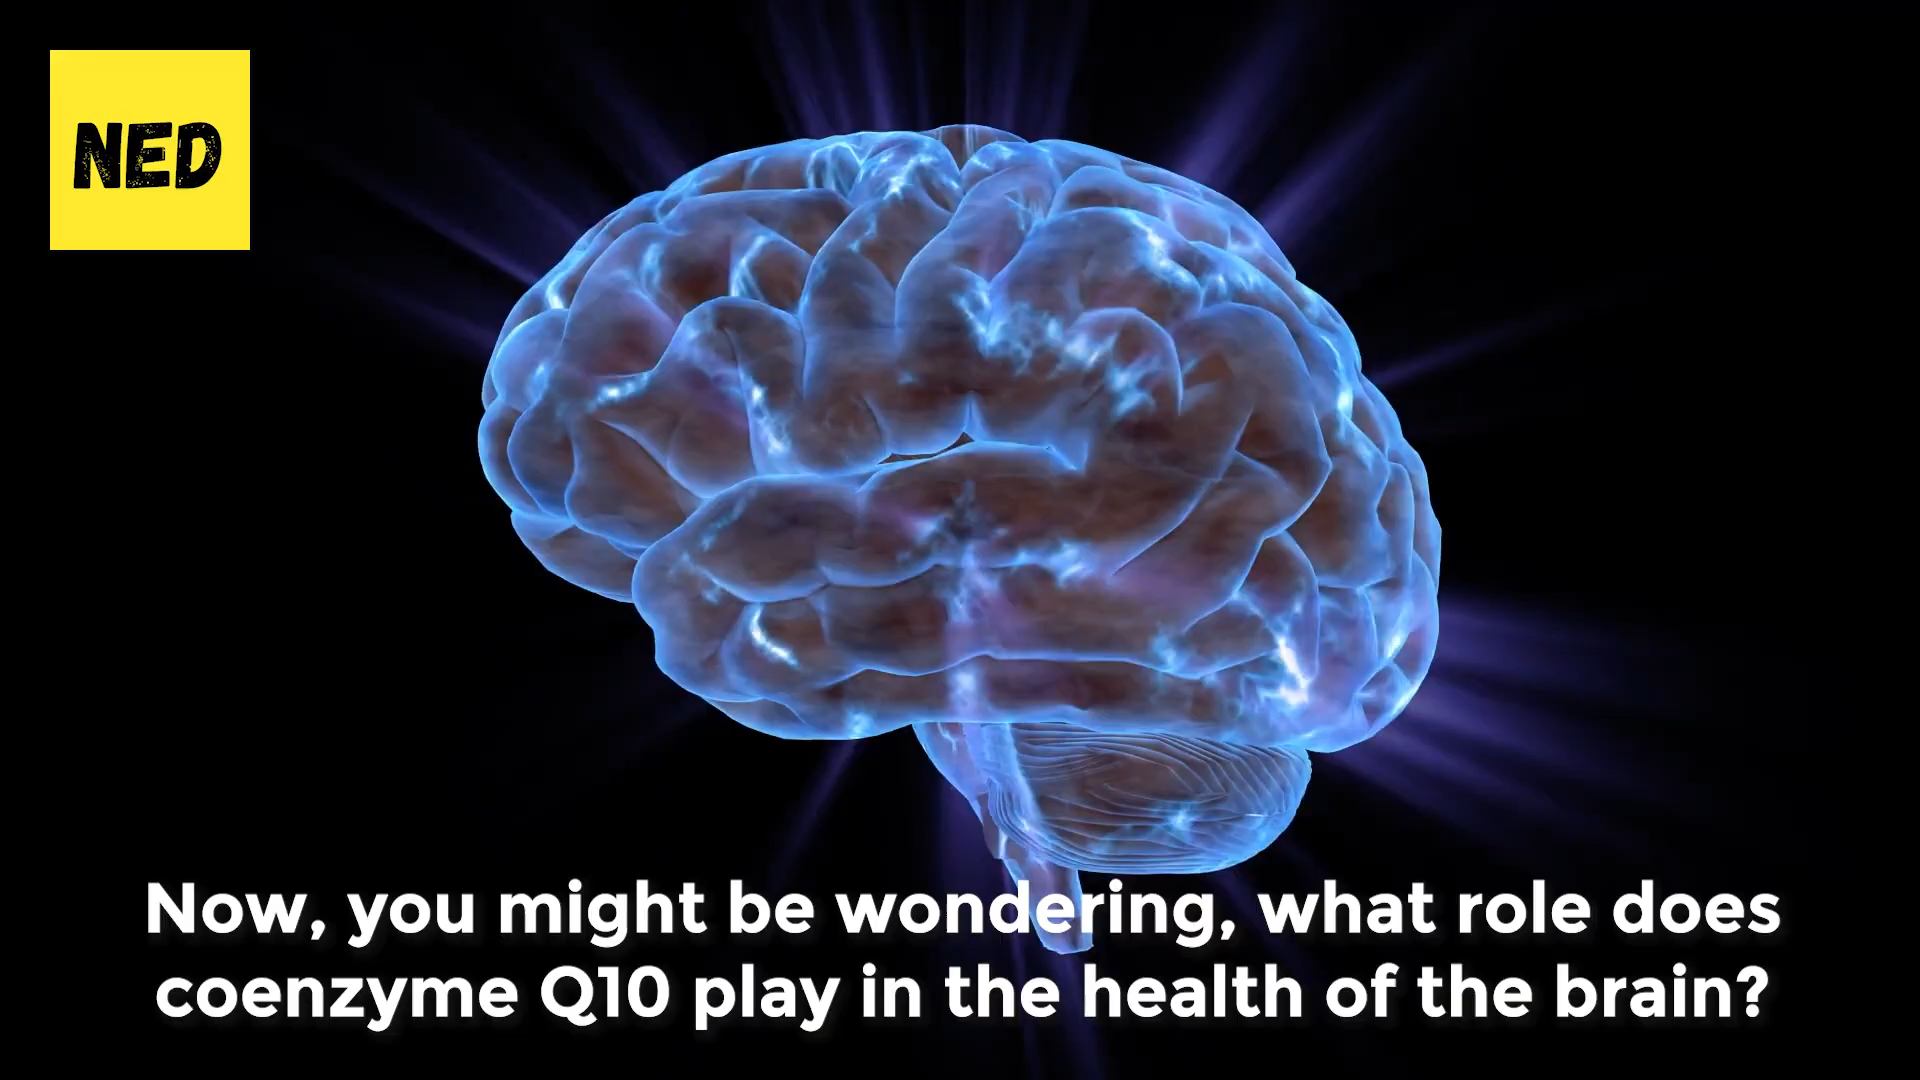 NED
Now, you might be wondering, what role does
coenzyme Q10 play in the health of the brain?